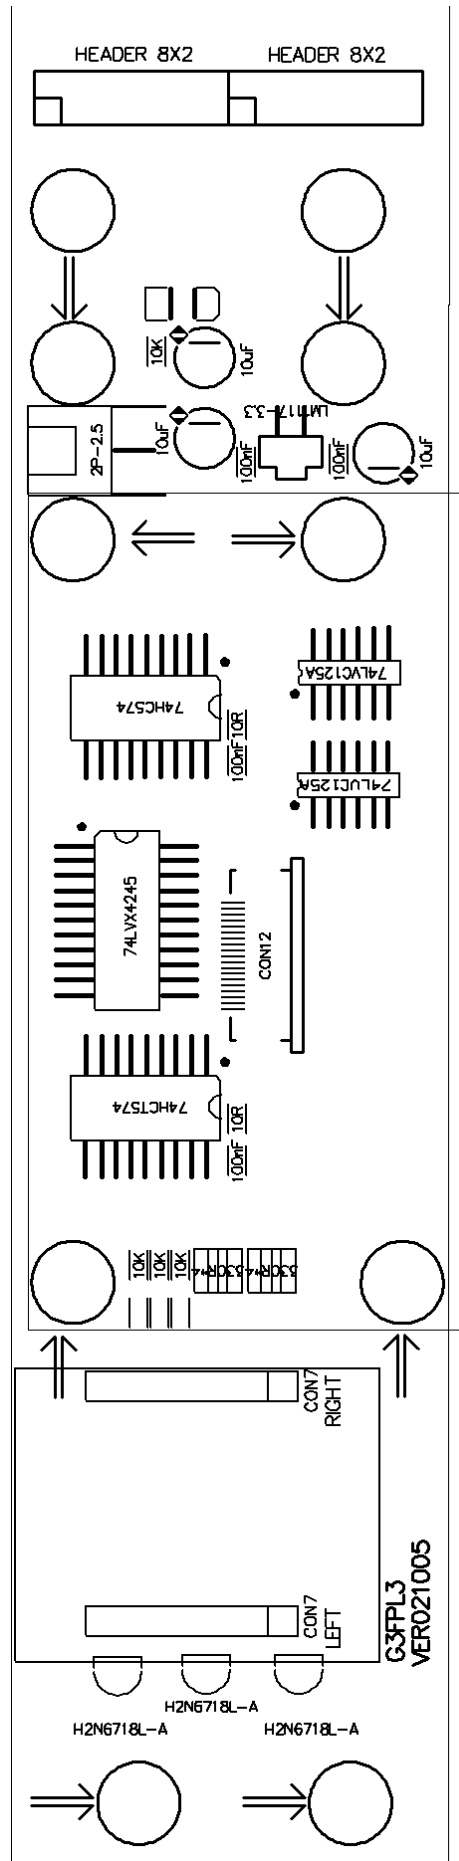 HEADER 8X2
HEADER 8X2
10K
10uF
LM1117-3.3
2P-2.5
10uF
100nF
100nF
10uF
74HC574
74LVC125A
100nF
10R
74LVC125A
74LVX4245
CON12
74HCT574
100nF
10R
10K
10K
10K
33R*4
33R*4
CON7
RIGHT
CON7
LEFT
G3FPL3
VER021005
H2N6718L-A
H2N6718L-A
H2N6718L-A